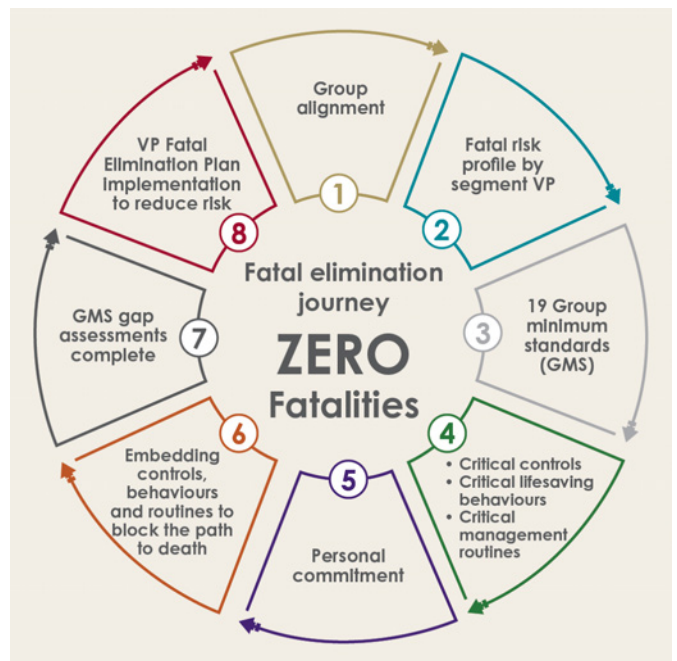 Group
alignment
1
Fatal risk
profile by
segment VP
2
19 Group
minimum
standards
(GMS)
3
4
• Critical controls
• Critical lifesaving
behaviours
• Critical
management
routines
5
Personal
commitment
6
Embedding
controls,
behaviours
and routines to
block the path
to death
GMS gap
assessments
complete
7
VP Fatal
Elimination Plan
Implementation
to reduce risk
8
Fatal elimination
journey
ZERO
Fatalities